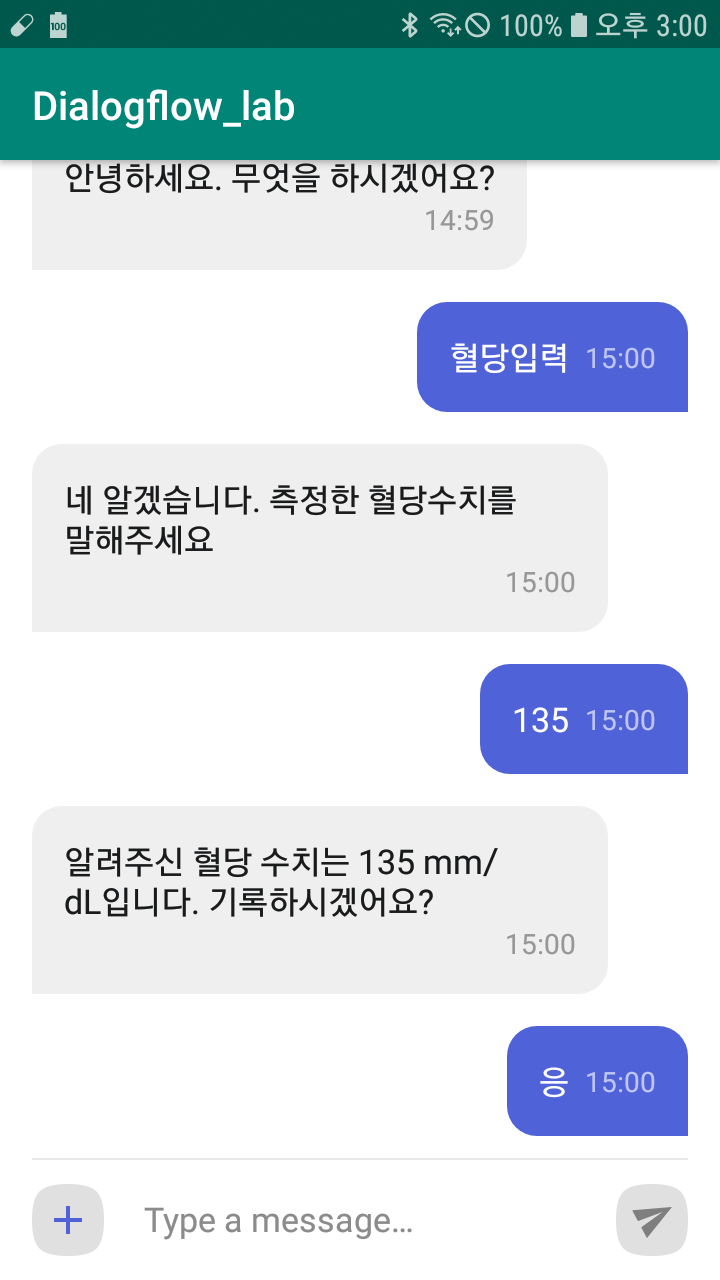 100 100% 오후 3:00
Dialogflow_lab
안녕하세요. 무엇을 하시겠어요?
14:59
혈당입력 15:00
네 알겠습니다. 측정한 혈당수치를
말해주세요
15:00
135 15:00
알려주신 혈당 수치는 135 mm/
dL입니다. 기록하시겠어요?
15:00
응 15:00
Type a message...